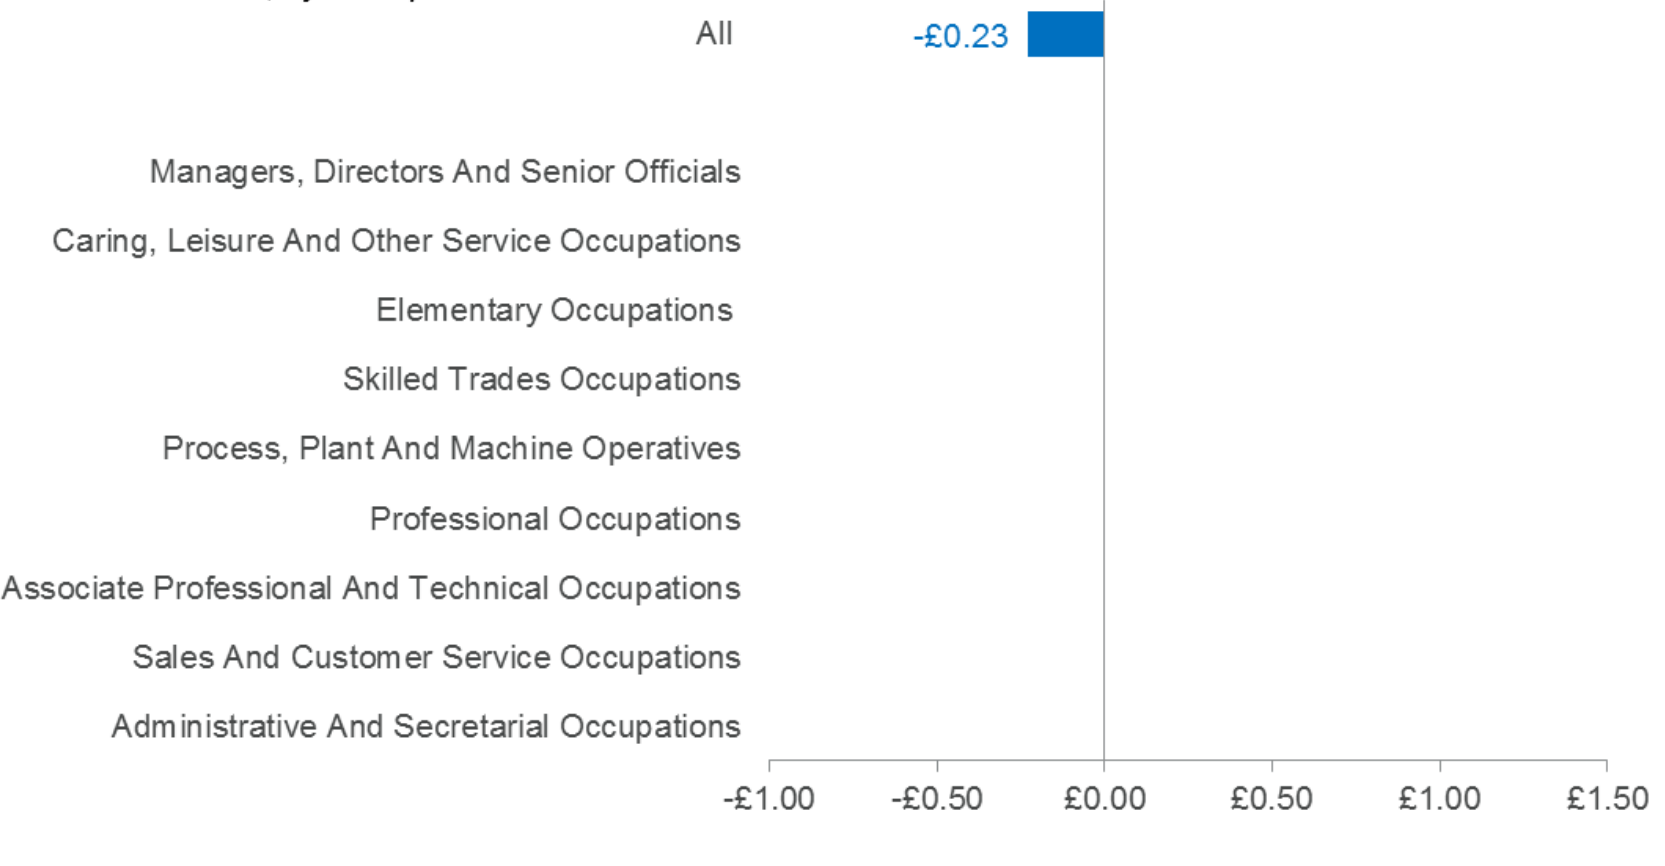 All
-£0.23
Managers, Directors And Senior Officials
Caring, Leisure And Other Service Occupations
Elementary Occupations
Skilled Trades Occupations
Process, Plant And Machine Operatives
Professional Occupations
Associate Professional And Technical Occupations
Sales And Customer Service Occupations
Administrative And Secretarial Occupations
-£1.00 -£0.50 £0.00 £0.50 £1.00 £1.50